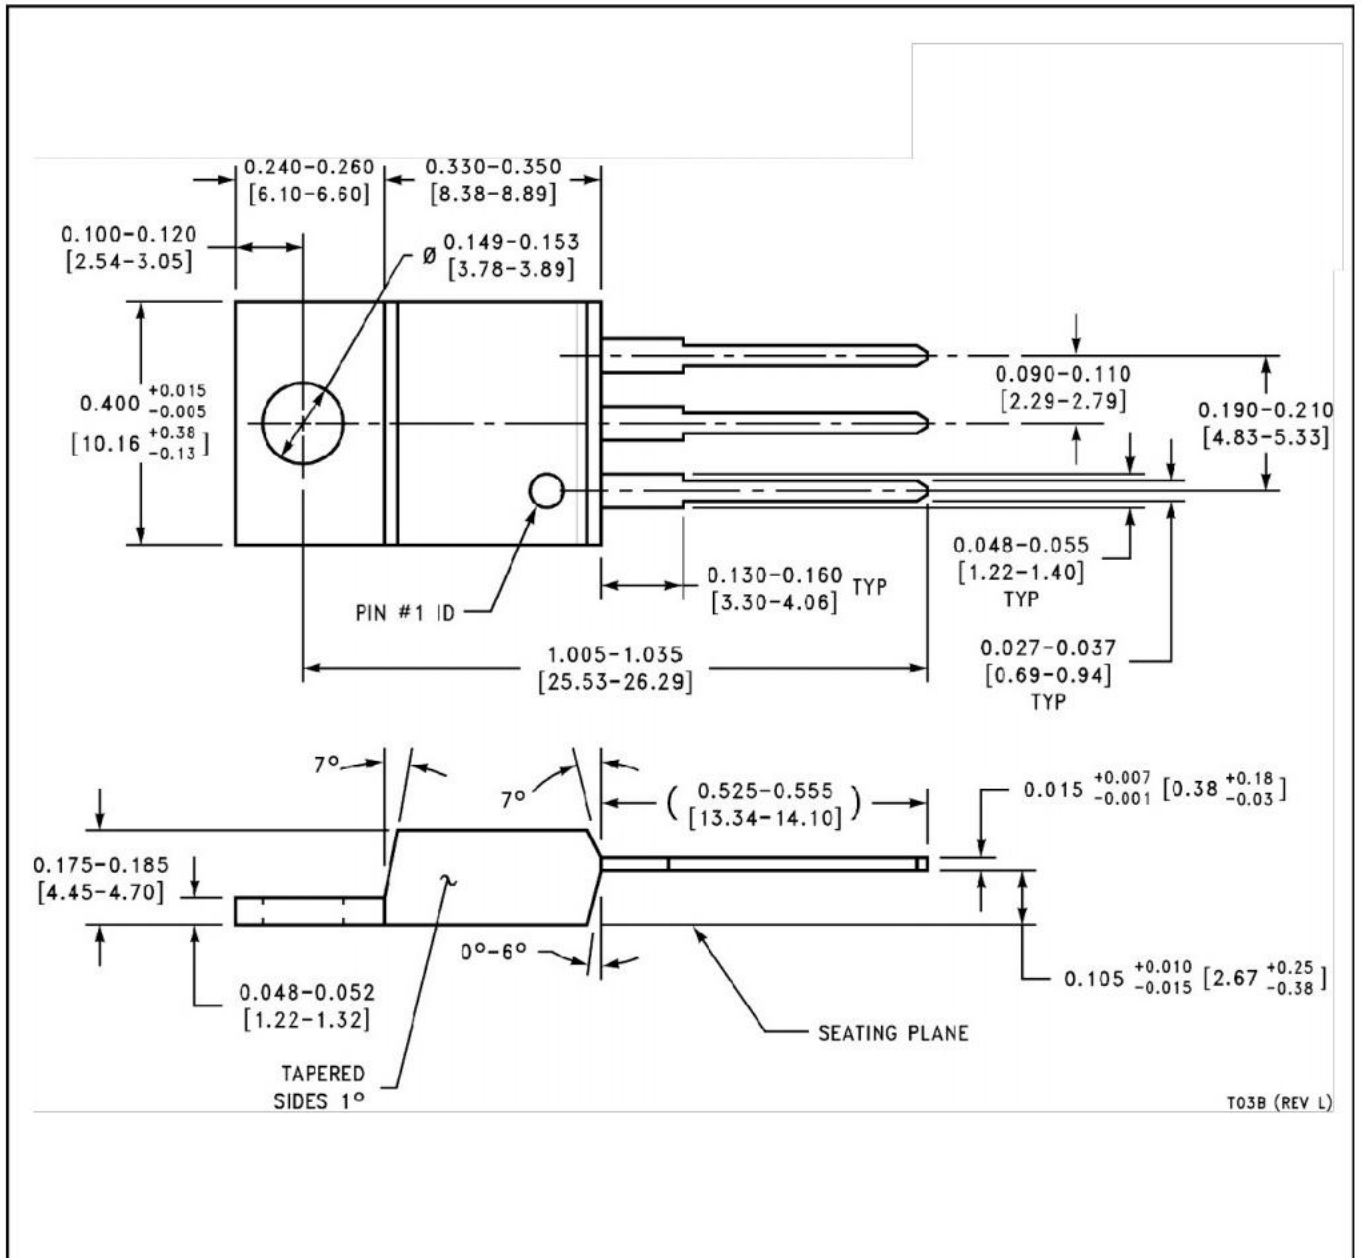 0.240-0.260
[6.10-6.60]
0.330-0.350
[8.38-8.89]
0.100-0.120
[2.54-3.05]
Ø 0.149-0.153
[3.78-3.89]
0.400 +0.015
-0.005
[10.16 +0.38
-0.13 ]
0.090-0.110
[2.29-2.79]
0.190-0.210
[4.83-5.33]
0.048-0.055
[1.22-1.40]
TYP
0.130-0.160 TYP
[3.30-4.06]
PIN #1 ID
1.005-1.035
[25.53-26.29]
0.027-0.037
[0.69-0.94]
TYP
7°
7°
( 0.525-0.555 )
[13.34-14.10]
0.015 +0.007 [0.38 +0.18 ]
-0.001 -0.03
0.175-0.185
[4.45-4.70]
0°-6°
0.105 +0.010 [2.67 +0.25 ]
-0.015 -0.38
0.048-0.052
[1.22-1.32]
SEATING PLANE
TAPERED
SIDES 1°
T03B (REV L)